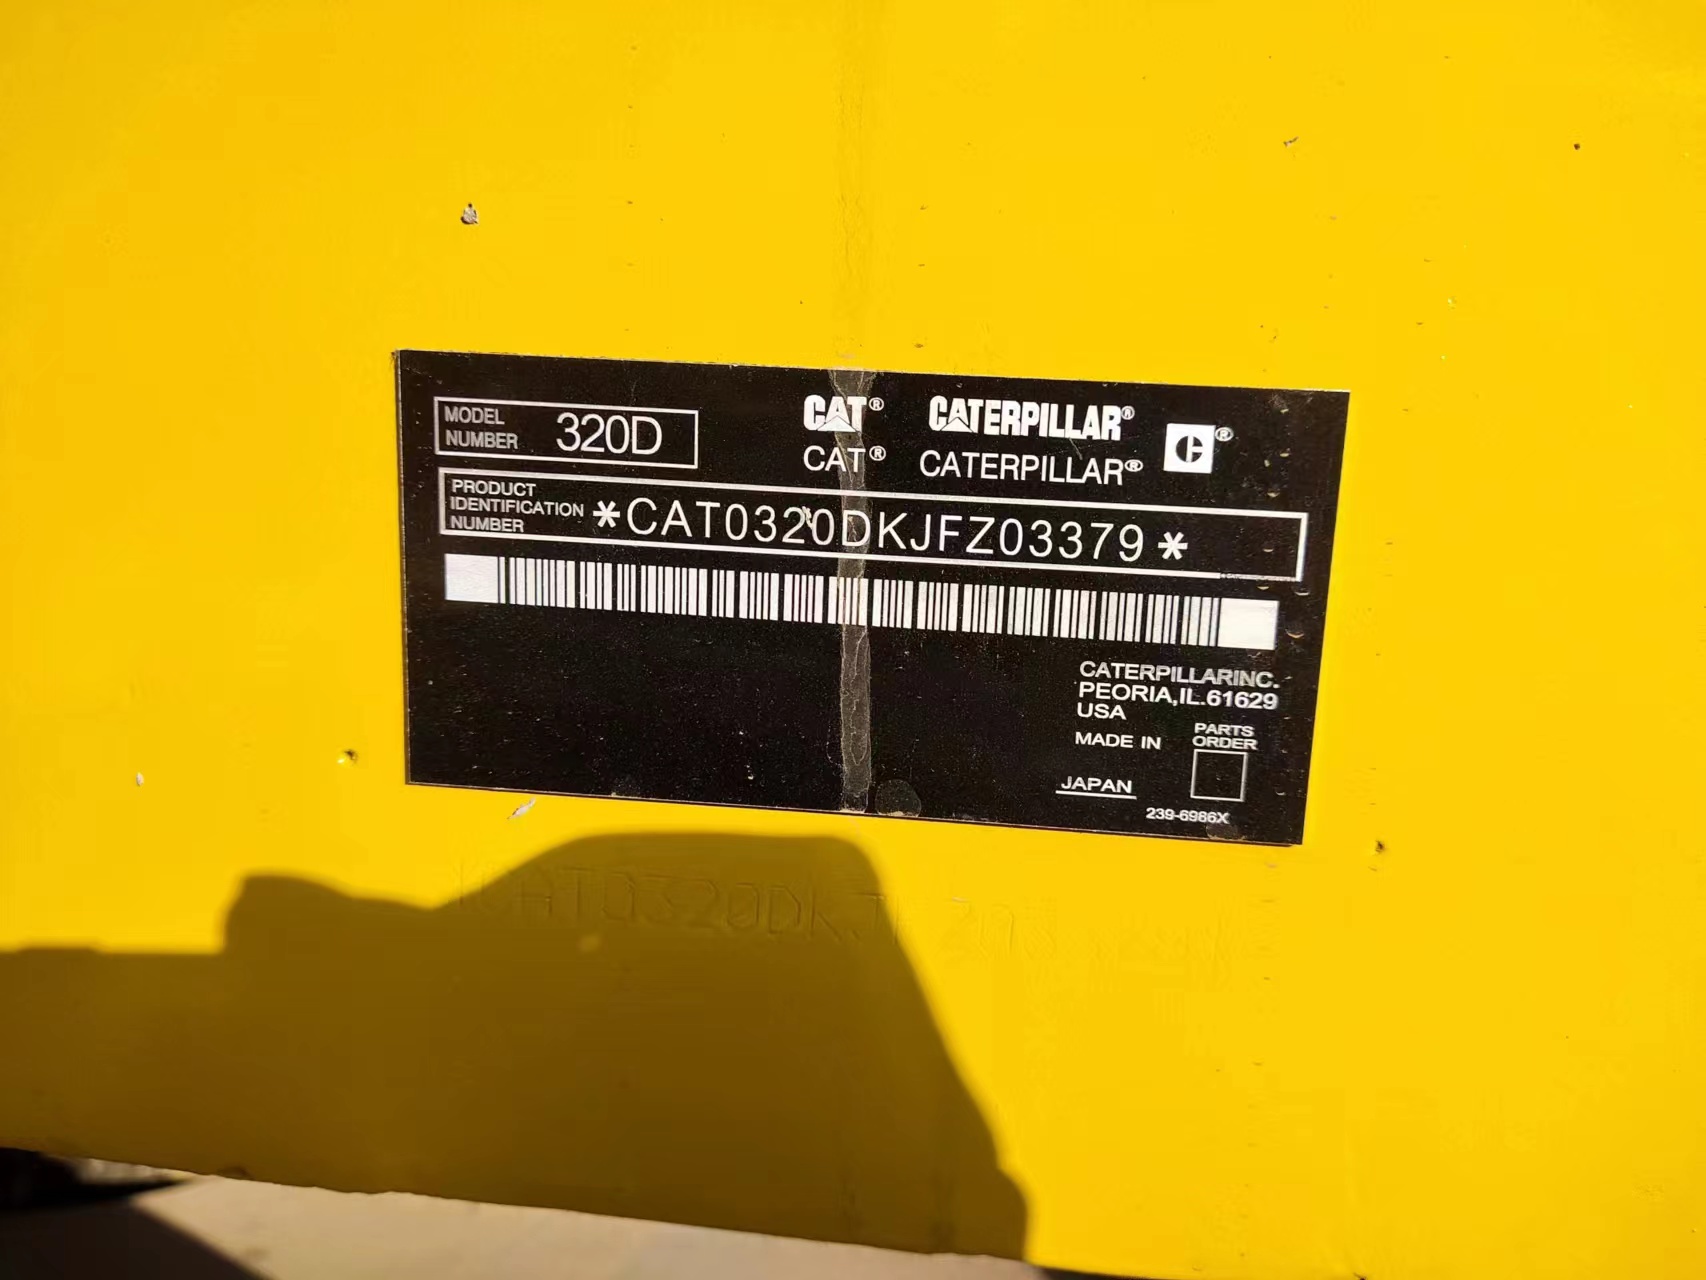 MODEL NUMBER 320D
CAT® CATERPILLAR®
CAT® CATERPILLAR® C®
PRODUCT IDENTIFICATION NUMBER *CAT0320DKJFZ03379*
CATERPILLARINC.
PEORIA,IL.61629
USA
MADE IN
JAPAN
PARTS
ORDER
239-6986X
CAT0320DKJF